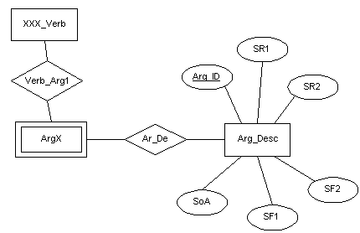 XXX_Verb
SR1
Arg_ID
Verb_Arg1
SR2
ArgX
Ar_De
Arg_Desc
SoA
SF2
SF1